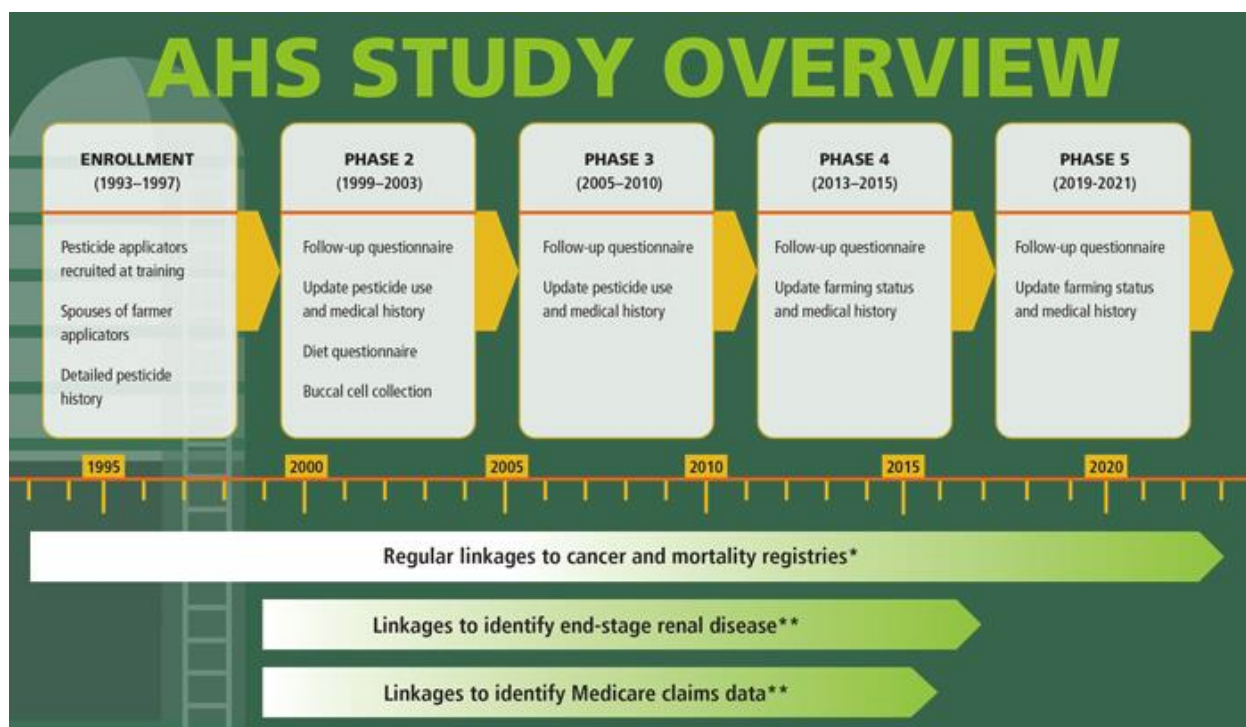 AHS STUDY OVERVIEW
ENROLLMENT
(1993–1997)
Pesticide applicators
recruited at training
Spouses of farmer
applicators
Detailed pesticide
history
PHASE 2
(1999–2003)
Follow-up questionnaire
Update pesticide use
and medical history
Diet questionnaire
Buccal cell collection
PHASE 3
(2005–2010)
Follow-up questionnaire
Update pesticide use
and medical history
PHASE 4
(2013–2015)
Follow-up questionnaire
Update farming status
and medical history
PHASE 5
(2019-2021)
Follow-up questionnaire
Update farming status
and medical history
1995
2000
2005
2010
2015
2020
Regular linkages to cancer and mortality registries*
Linkages to identify end-stage renal disease**
Linkages to identify Medicare claims data**